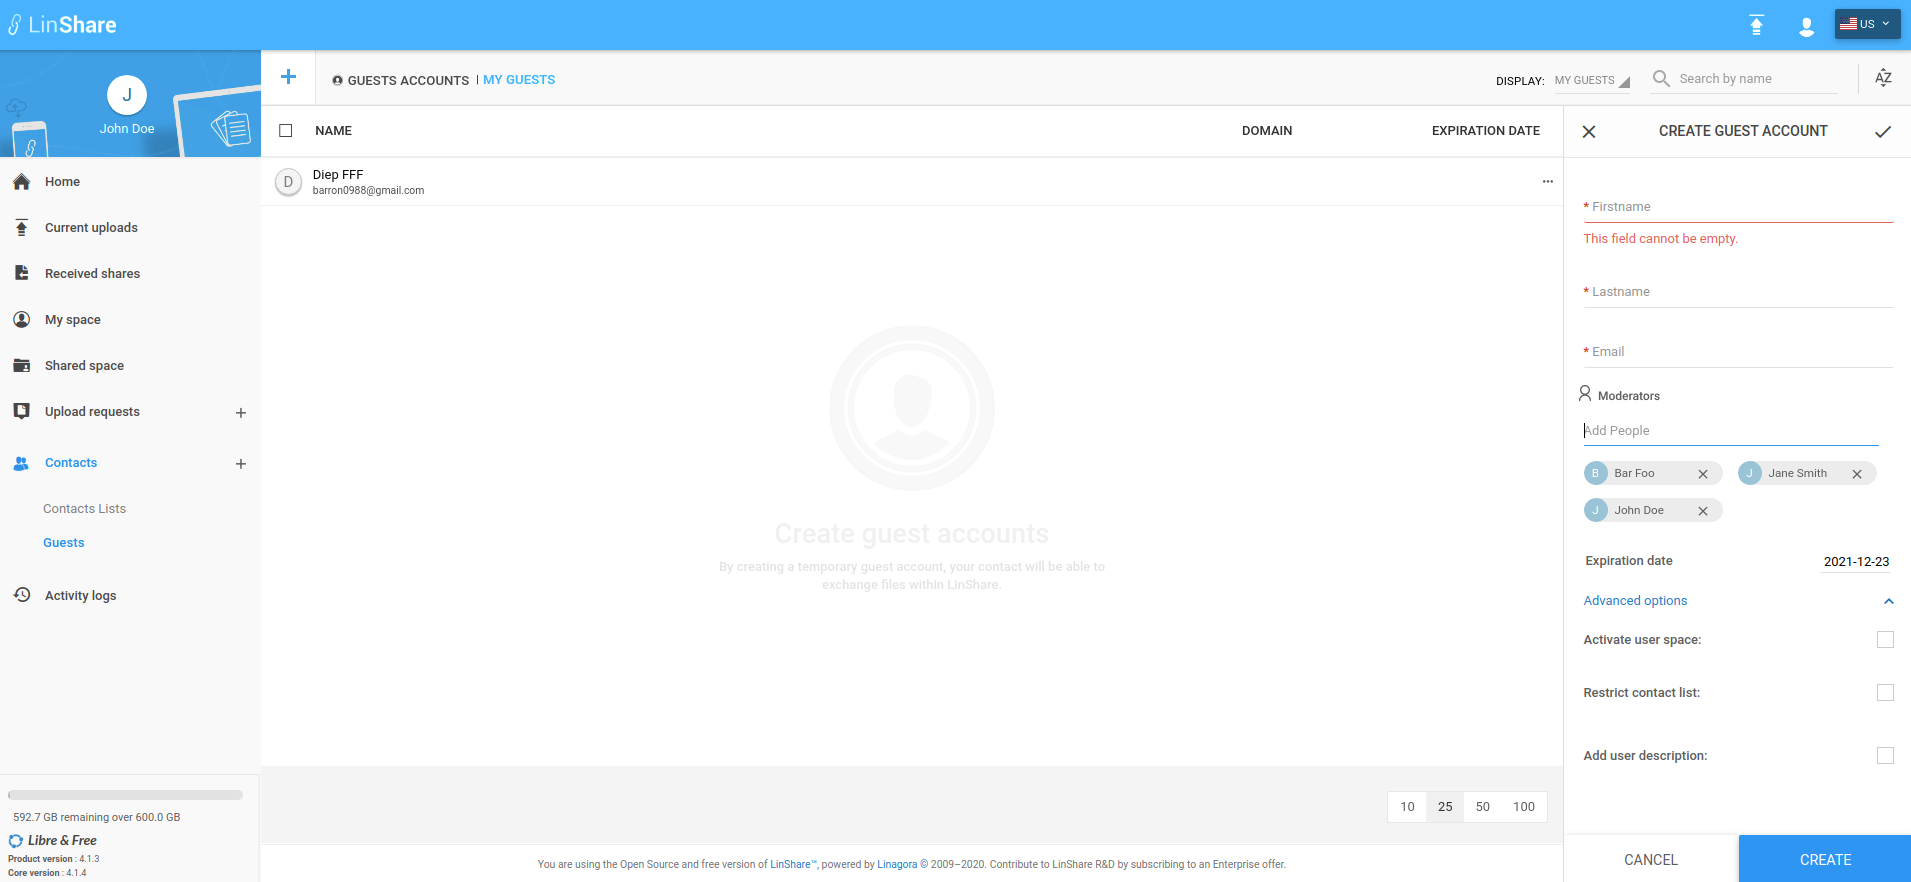 LinShare
US
J
John Doe
GUESTS ACCOUNTS | MY GUESTS
DISPLAY: MY GUESTS
Search by name
AZ
Home
Current uploads
Received shares
My space
Shared space
Upload requests
Contacts
Contacts Lists
Guests
Activity logs
592.7 GB remaining over 600.0 GB
Libre & Free
Product version : 4.1.3
Core version : 4.1.4
NAME
DOMAIN
EXPIRATION DATE
D
Diep FFF
barron0988@gmail.com
Create guest accounts
By creating a temporary guest account, your contact will be able to
exchange files within LinShare.
10 25 50 100
You are using the Open Source and free version of LinShare™, powered by Linagora © 2009–2020. Contribute to LinShare R&D by subscribing to an Enterprise offer.
CREATE GUEST ACCOUNT
* Firstname
This field cannot be empty.
* Lastname
* Email
Moderators
Add People
B Bar Foo
J Jane Smith
J John Doe
Expiration date 2021-12-23
Advanced options
Activate user space:
Restrict contact list:
Add user description:
CANCEL
CREATE